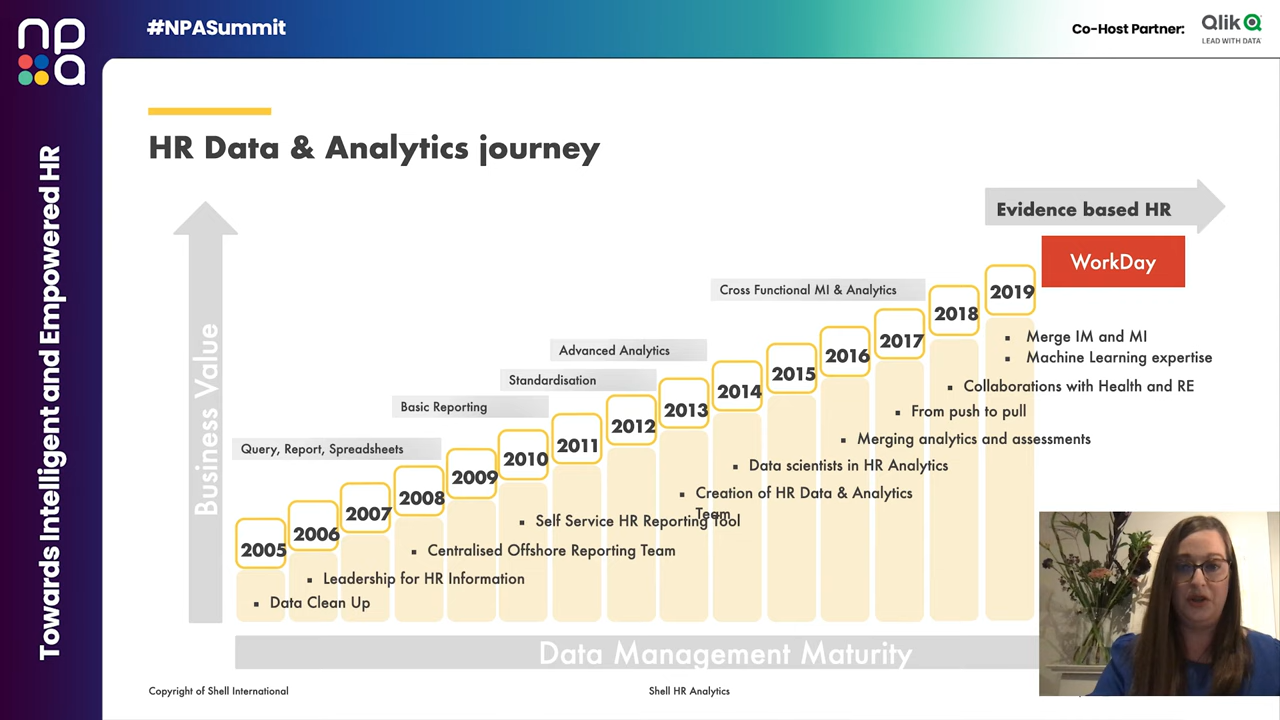 npa
#NPASummit
Co-Host Partner:
Qlik
LEAD WITH DATA
Towards Intelligent and Empowered HR
HR Data & Analytics journey
Evidence based HR
WorkDay
Business Value
Cross Functional MI & Analytics
Advanced Analytics
Standardisation
Basic Reporting
Query, Report, Spreadsheets
2005
2006
2007
2008
2009
2010
2011
2012
2013
2014
2015
2016
2017
2018
2019
▪ Merge IM and MI
▪ Machine Learning expertise
▪ Collaborations with Health and RE
▪ From push to pull
▪ Merging analytics and assessments
▪ Data scientists in HR Analytics
▪ Creation of HR Data & Analytics
Team
▪ Self Service HR Reporting Tool
▪ Centralised Offshore Reporting Team
▪ Leadership for HR Information
▪ Data Clean Up
Data Management Maturity
Copyright of Shell International
Shell HR Analytics